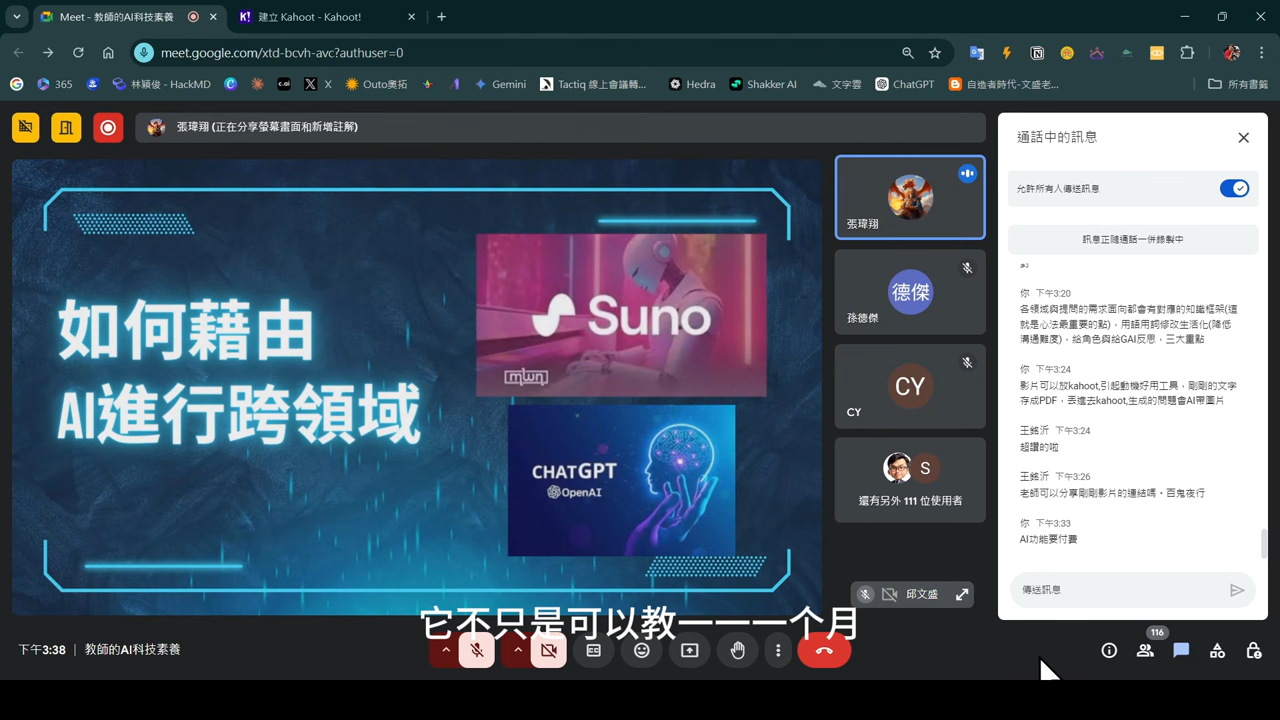 Meet - 教師的AI科技素養
K! 建立 Kahoot - Kahoot!
meet.google.com/xtd-bcvh-avc?authuser=0
365
林穎俊 - HackMD
c.ai
X
Outo奧拓
Gemini
Tactiq 線上會議轉...
Hedra
Shakker AI
文字雲
ChatGPT
自造者時代-文盛老...
所有書籤
張瑋翔 (正在分享螢幕畫面和新增註解)
如何藉由
AI進行跨領域
Suno
mwn
CHATGPT
OpenAI
張瑋翔
德傑
孫德傑
CY
CY
S
還有另外 111 位使用者
邱文盛
通話中的訊息
允許所有人傳送訊息
訊息正隨通話一併錄製中
你 下午3:20
各領域與提問的需求面向都會有對應的知識框架(這
就是心法最重要的點)，用語用詞修改生活化(降低
溝通難度)，給角色與給GAI反思，三大重點
你 下午3:24
影片可以放kahoot,引起動機好用工具，剛剛的文字
存成PDF，丟進去kahoot,生成的問題會AI帶圖片
王銘沂 下午3:24
超讚的啦
王銘沂 下午3:26
老師可以分享剛剛影片的連結嗎。百鬼夜行
你 下午3:33
AI功能要付費
傳送訊息
它不只是可以教一一一个月
下午3:38 | 教師的AI科技素養
116